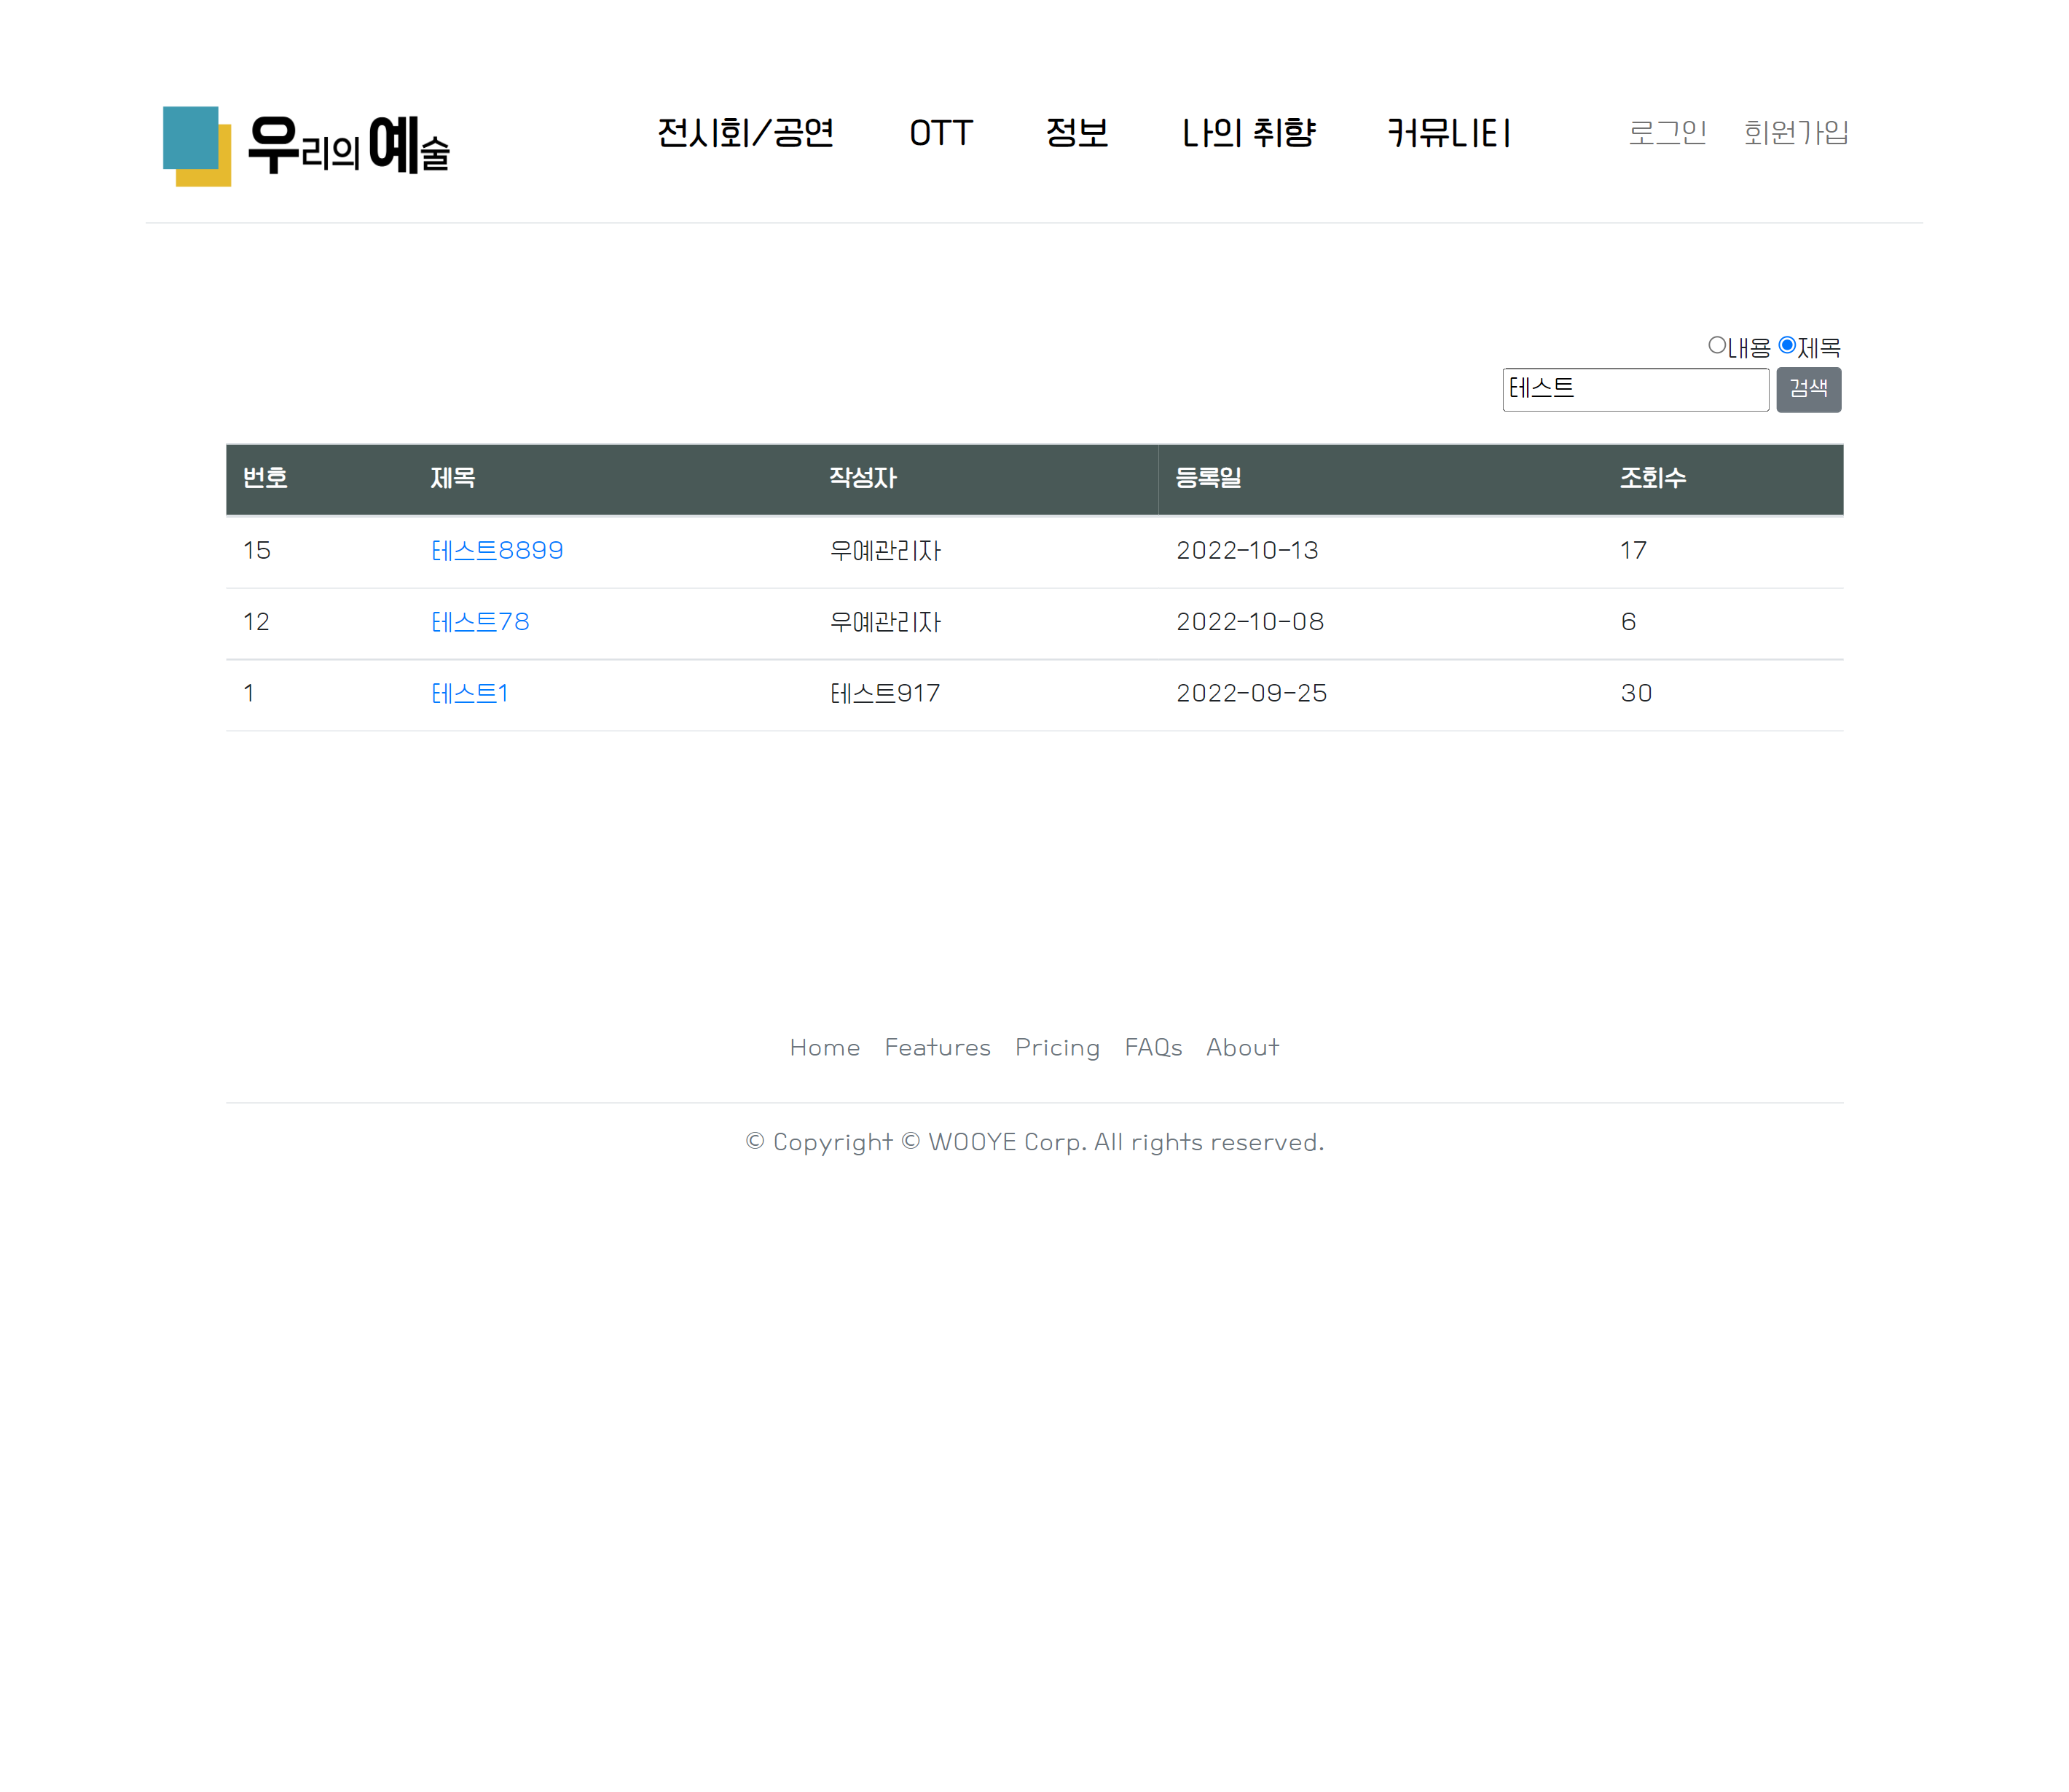 우리의 예술 전시회/공연 OTT 정보 나의 취향 커뮤니티 로그인 회원가입
내용 제목
테스트 검색
번호 제목 작성자 등록일 조회수
15 테스트8899 우예관리자 2022-10-13 17
12 테스트78 우예관리자 2022-10-08 6
1 테스트1 테스트917 2022-09-25 30
Home Features Pricing FAQs About
© Copyright © WOOYE Corp. All rights reserved.